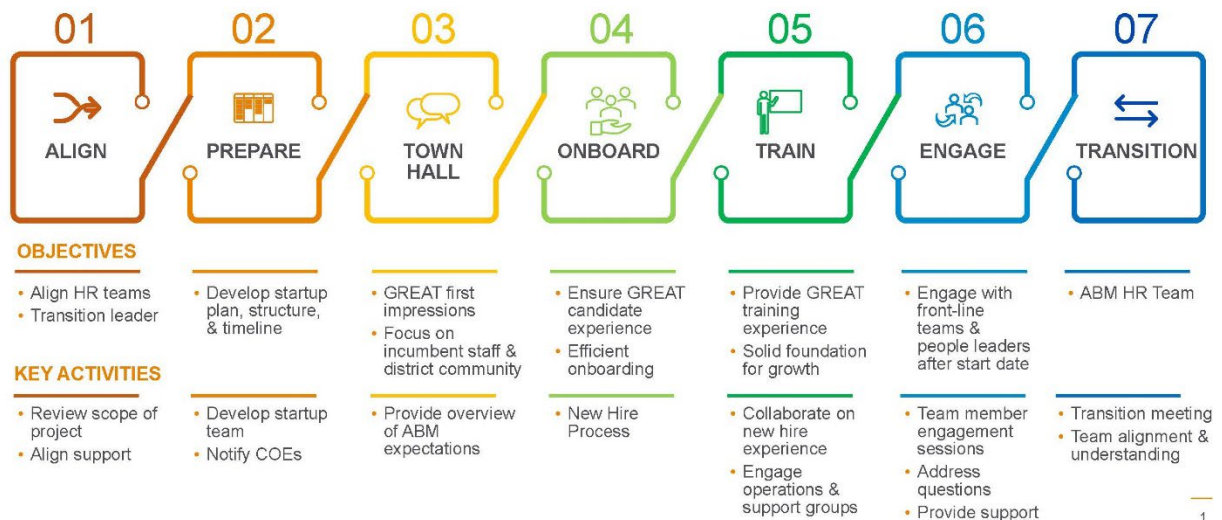 01
02
03
04
05
06
07
ALIGN
PREPARE
TOWN
HALL
ONBOARD
TRAIN
ENGAGE
TRANSITION
OBJECTIVES
• Align HR teams
• Transition leader
• Develop startup
plan, structure,
& timeline
• GREAT first
impressions
• Focus on
incumbent staff &
district community
• Ensure GREAT
candidate
experience
• Efficient
onboarding
• Provide GREAT
training
experience
• Solid foundation
for growth
• Engage with
front-line
teams &
people leaders
after start date
• ABM HR Team
KEY ACTIVITIES
• Review scope of
project
• Align support
• Develop startup
team
• Notify COEs
• Provide overview
of ABM
expectations
• New Hire
Process
• Collaborate on
new hire
experience
• Engage
operations &
support groups
• Team member
engagement
sessions
• Address
questions
• Provide support
• Transition meeting
• Team alignment &
understanding
1